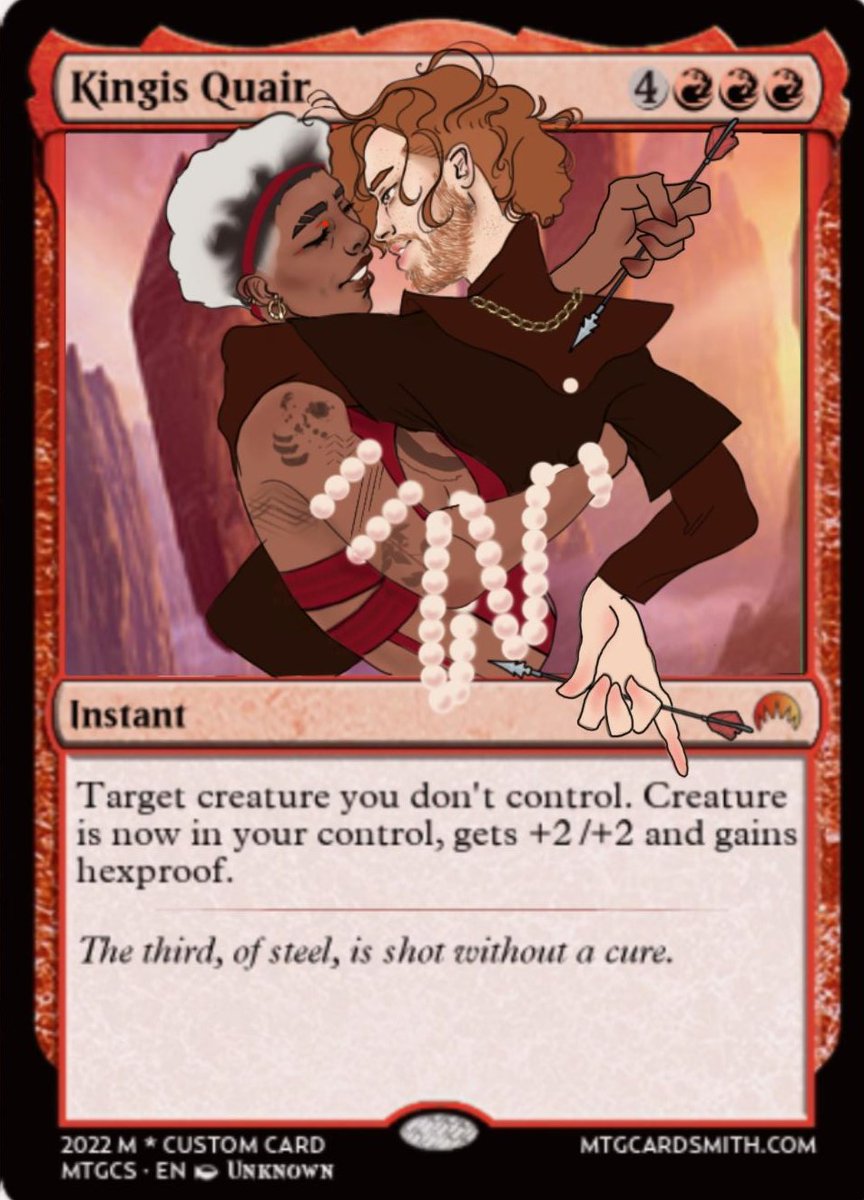 Kingis Quair 4
Instant
Target creature you don't control. Creature
is now in your control, gets +2/+2 and gains
hexproof.
The third, of steel, is shot without a cure.
2022 M * CUSTOM CARD MTGCARDSMITH.COM
MTGCS · EN UNKNOWN